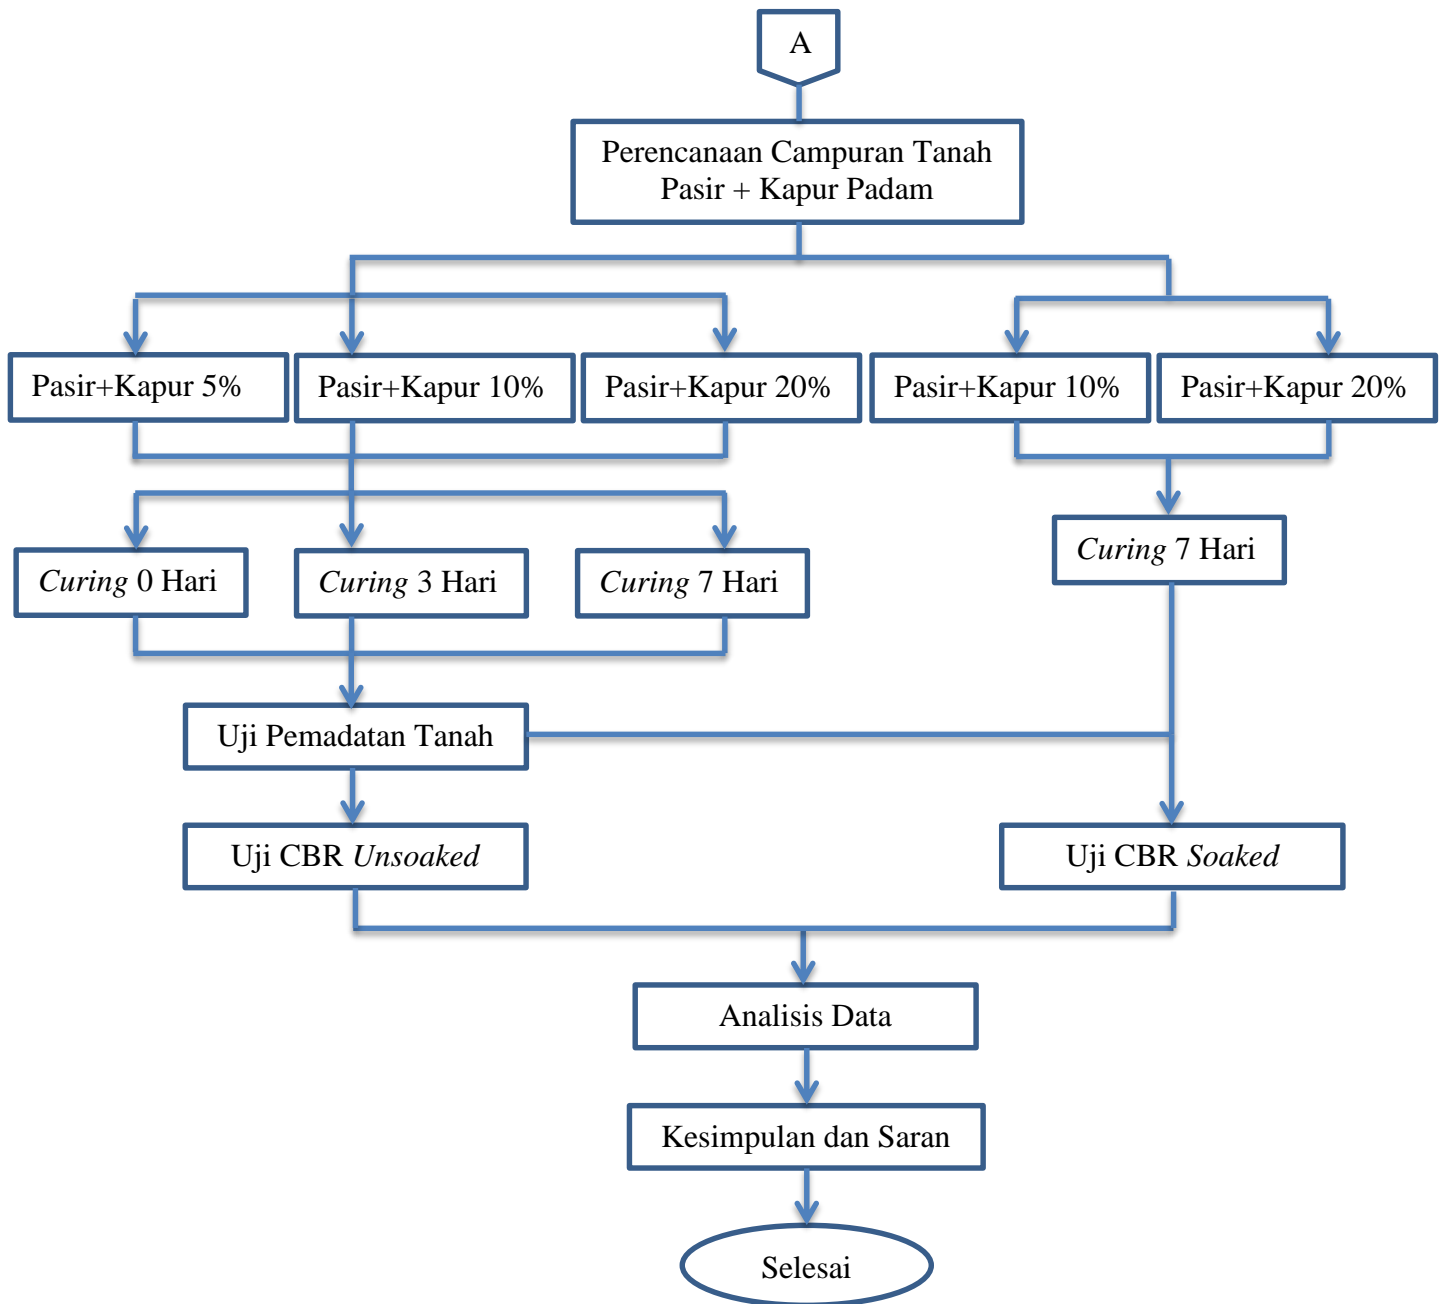 A
Perencanaan Campuran Tanah
Pasir + Kapur Padam
Pasir+Kapur 5%
Pasir+Kapur 10%
Pasir+Kapur 20%
Pasir+Kapur 10%
Pasir+Kapur 20%
Curing 0 Hari
Curing 3 Hari
Curing 7 Hari
Curing 7 Hari
Uji Pemadatan Tanah
Uji CBR Unsoaked
Uji CBR Soaked
Analisis Data
Kesimpulan dan Saran
Selesai